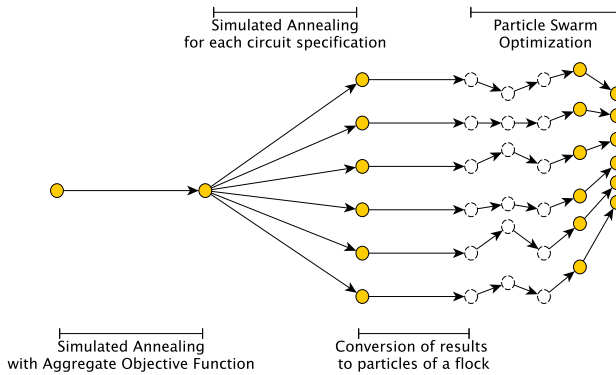 Simulated Annealing
for each circuit specification
Particle Swarm
Optimization
Simulated Annealing
with Aggregate Objective Function
Conversion of results
to particles of a flock